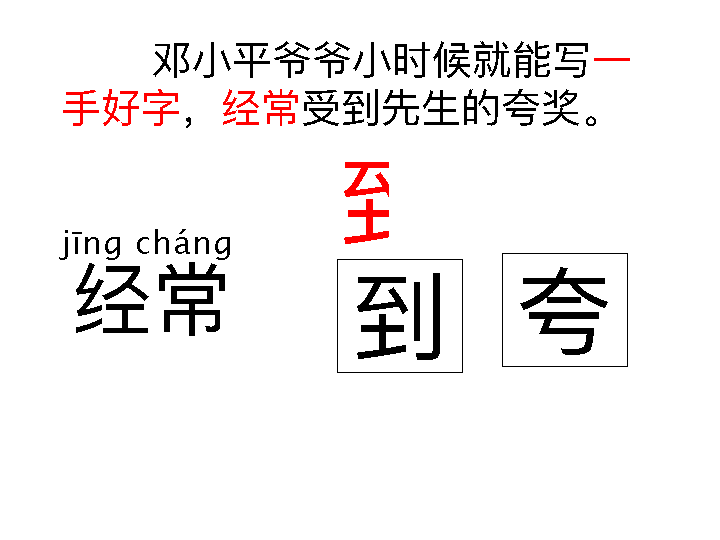 邓小平爷爷小时候就能写一
手好字，经常受到先生的夸奖。
jīng cháng
经常
到
夸